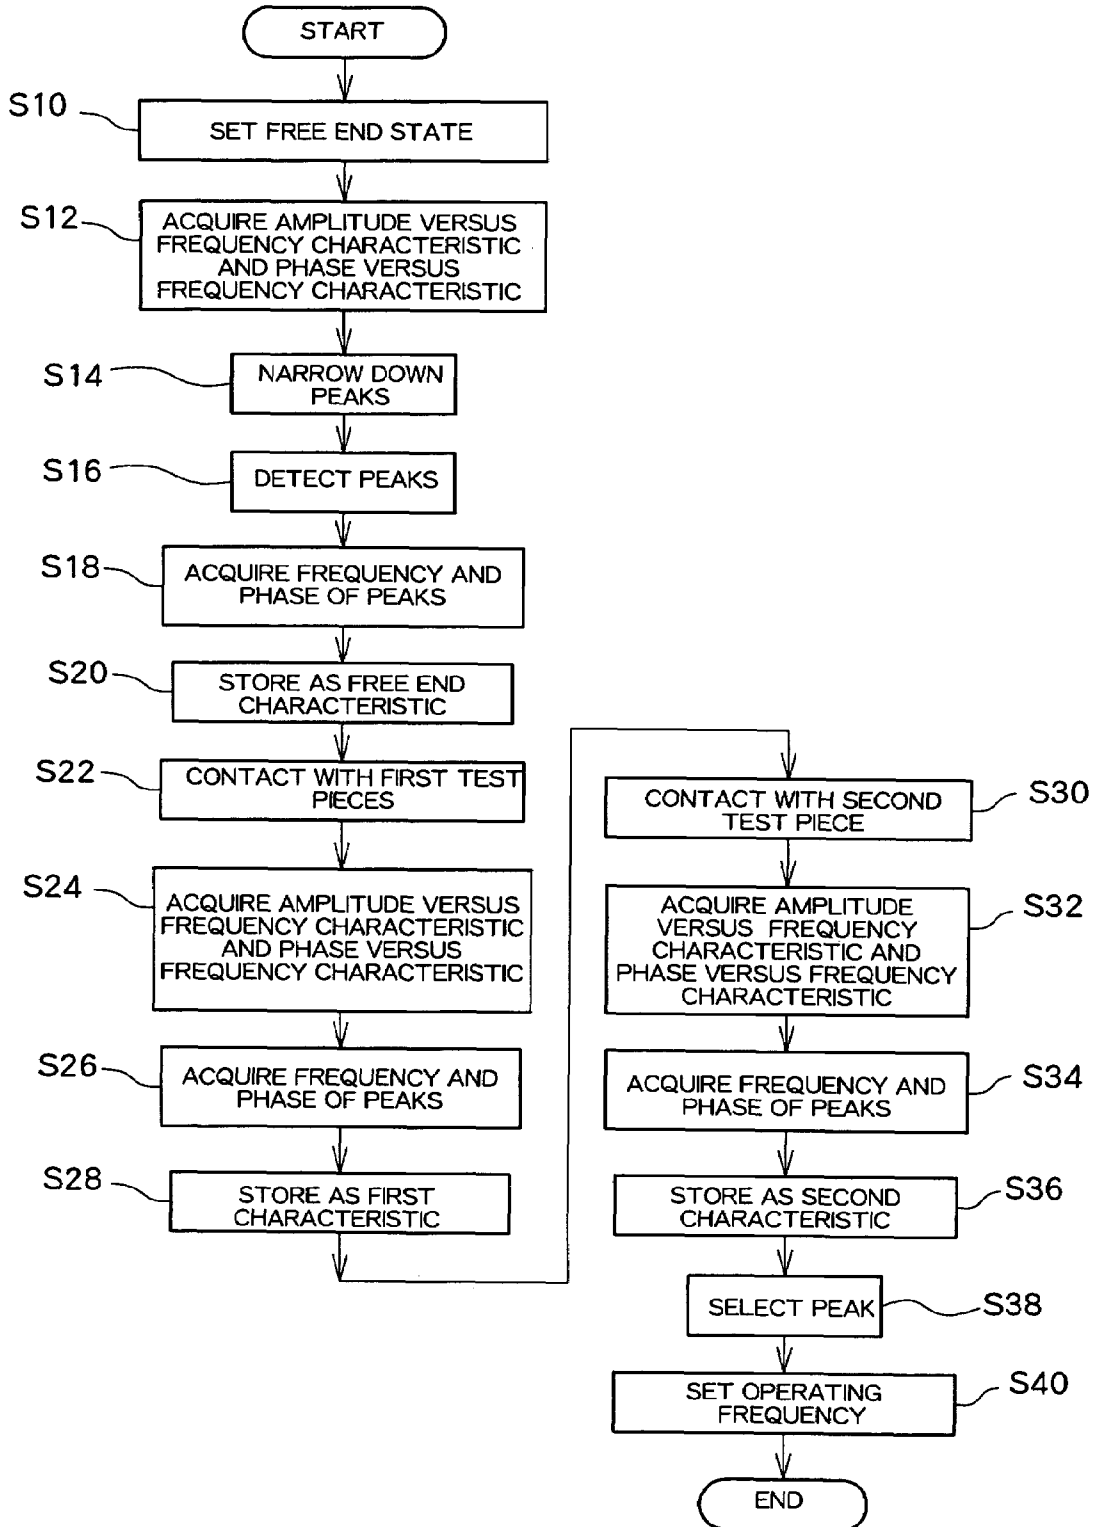 START
S10
SET FREE END STATE
S12
ACQUIRE AMPLITUDE VERSUS
FREQUENCY CHARACTERISTIC
AND PHASE VERSUS
FREQUENCY CHARACTERISTIC
S14
NARROW DOWN
PEAKS
S16
DETECT PEAKS
S18
ACQUIRE FREQUENCY AND
PHASE OF PEAKS
S20
STORE AS FREE END
CHARACTERISTIC
S22
CONTACT WITH FIRST TEST
PIECES
S24
ACQUIRE AMPLITUDE VERSUS
FREQUENCY CHARACTERISTIC
AND PHASE VERSUS
FREQUENCY CHARACTERISTIC
S26
ACQUIRE FREQUENCY AND
PHASE OF PEAKS
S28
STORE AS FIRST
CHARACTERISTIC
S30
CONTACT WITH SECOND
TEST PIECE
S32
ACQUIRE AMPLITUDE
VERSUS FREQUENCY
CHARACTERISTIC AND
PHASE VERSUS FREQUENCY
CHARACTERISTIC
S34
ACQUIRE FREQUENCY AND
PHASE OF PEAKS
S36
STORE AS SECOND
CHARACTERISTIC
S38
SELECT PEAK
S40
SET OPERATING
FREQUENCY
END